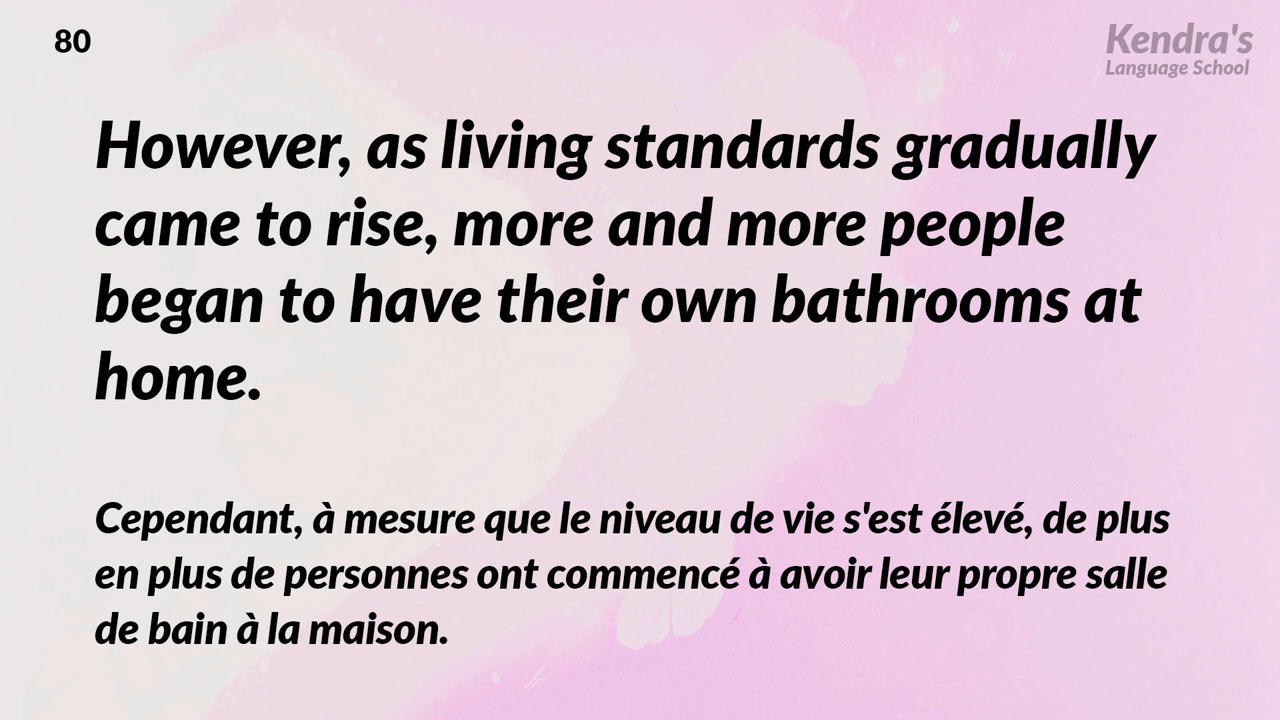 80
Kendra's
Language School
However, as living standards gradually
came to rise, more and more people
began to have their own bathrooms at
home.
Cependant, à mesure que le niveau de vie s'est élevé, de plus
en plus de personnes ont commencé à avoir leur propre salle
de bain à la maison.